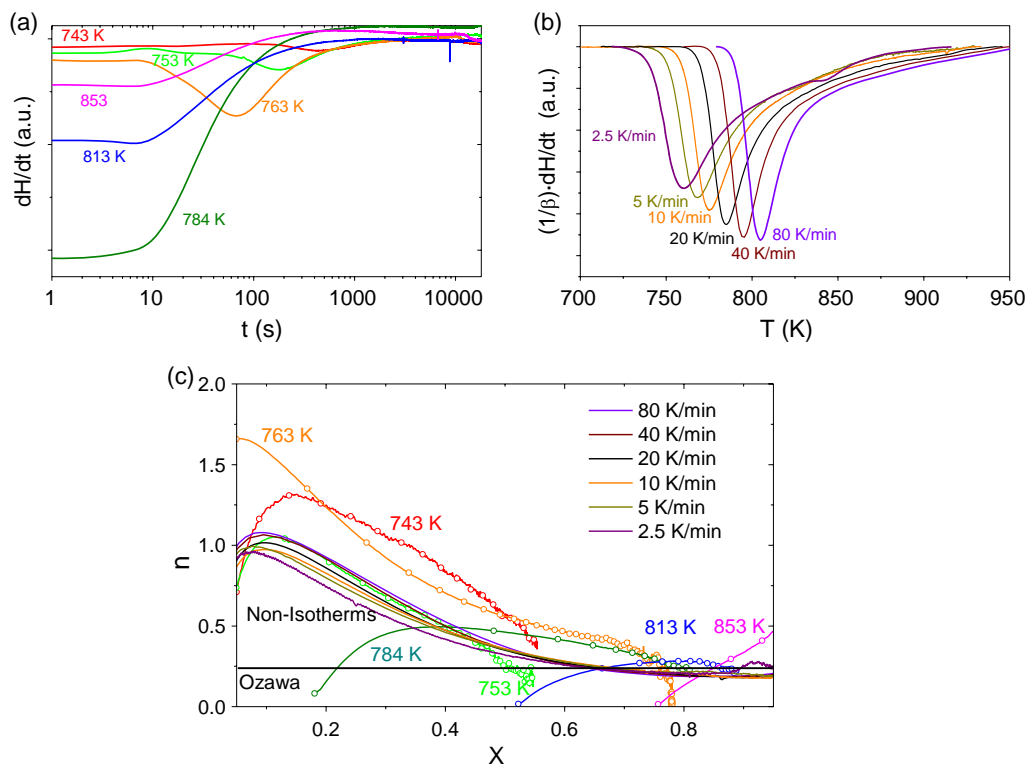 (a)
743 K
753 K
853
763 K
813 K
784 K
dH/dt (a.u.)
1 10 100 1000 10000
t (s)
(b)
2.5 K/min
5 K/min
10 K/min
20 K/min
40 K/min
80 K/min
(1/β)·dH/dt (a.u.)
700 750 800 850 900 950
T (K)
(c)
2.0
1.5
1.0
0.5
0.0
n
763 K
743 K
80 K/min
40 K/min
20 K/min
10 K/min
5 K/min
2.5 K/min
Non-Isotherms
784 K
813 K
853 K
Ozawa
753 K
0.2 0.4 0.6 0.8
X